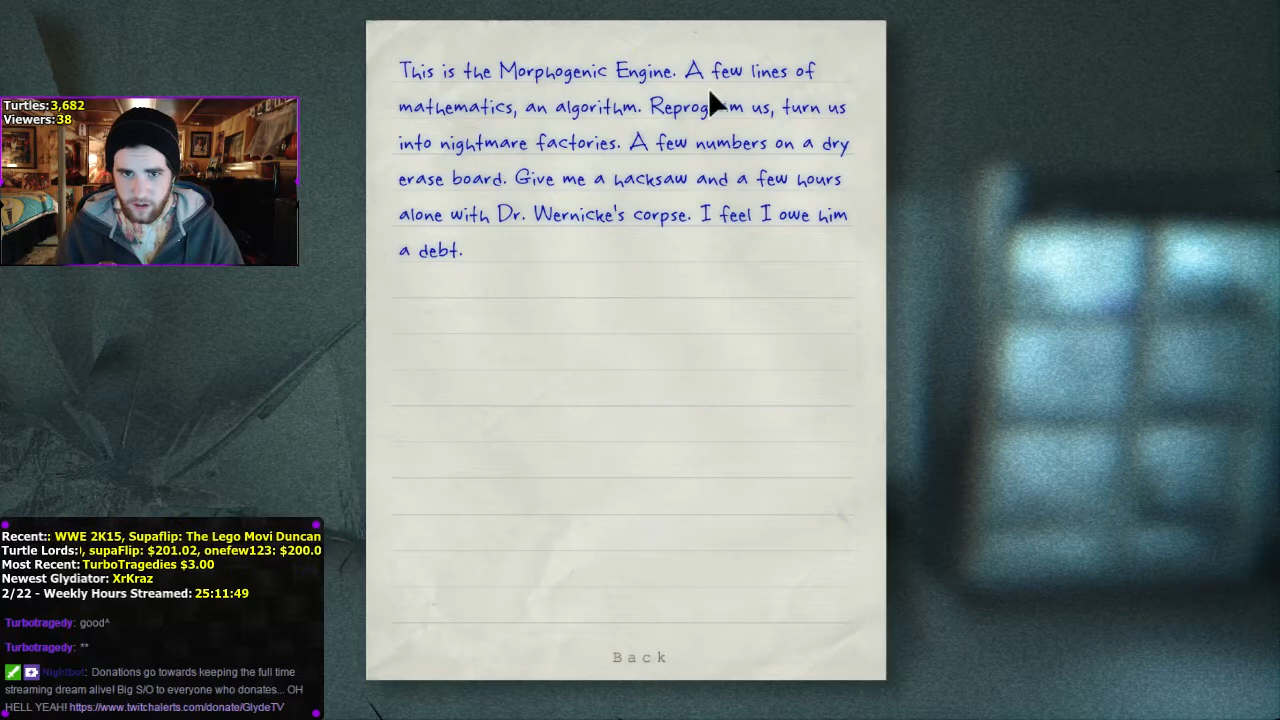 Turtles: 3,682
Viewers: 38
This is the Morphogenic Engine. A few lines of
mathematics, an algorithm. Reprogram us, turn us
into nightmare factories. A few numbers on a dry
erase board. Give me a hacksaw and a few hours
alone with Dr. Wernicke's corpse. I feel I owe him
a debt.
Back
Recent:: WWE 2K15, Supaflip: The Lego Movi Duncan
Turtle Lords: , supaFlip: $201.02, onefew123: $200.0
Most Recent: TurboTragedies $3.00
Newest Glydiator: XrKraz
2/22 - Weekly Hours Streamed: 25:11:49
Turbotragedy: good^
Turbotragedy: **
Nightbot: Donations go towards keeping the full time
streaming dream alive! Big S/O to everyone who donates... OH
HELL YEAH! https://www.twitchalerts.com/donate/GlydeTV